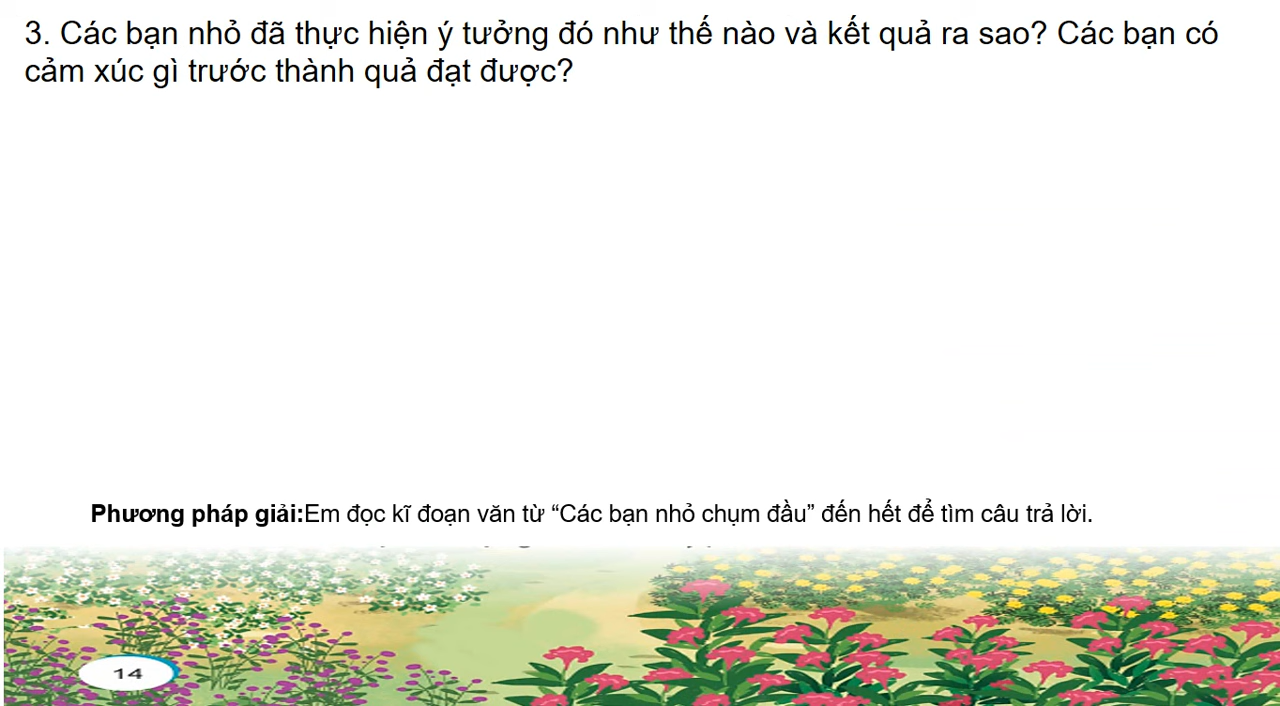 3. Các bạn nhỏ đã thực hiện ý tưởng đó như thế nào và kết quả ra sao? Các bạn có
cảm xúc gì trước thành quả đạt được?
Phương pháp giải:Em đọc kĩ đoạn văn từ “Các bạn nhỏ chụm đầu” đến hết để tìm câu trả lời.
14